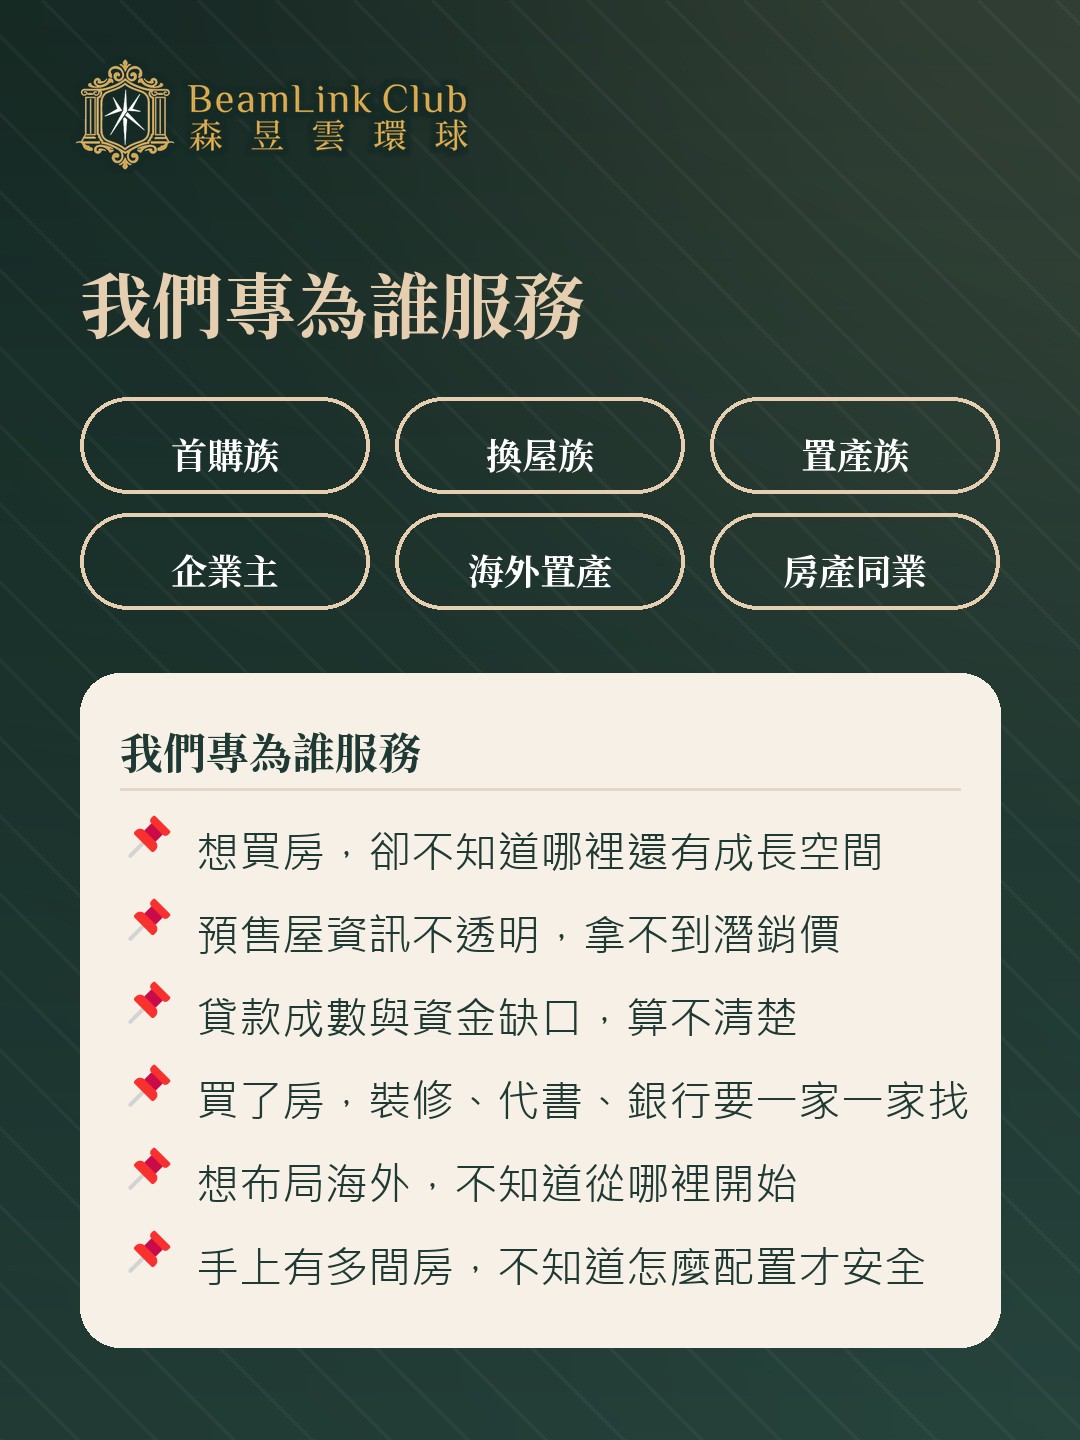 BeamLink Club
森昱雲環球
我們專為誰服務
首購族
換屋族
置產族
企業主
海外置產
房產同業
我們專為誰服務
想買房，卻不知道哪裡還有成長空間
預售屋資訊不透明，拿不到潛銷價
貸款成數與資金缺口，算不清楚
買了房，裝修、代書、銀行要一家一家找
想布局海外，不知道從哪裡開始
手上有多間房，不知道怎麼配置才安全